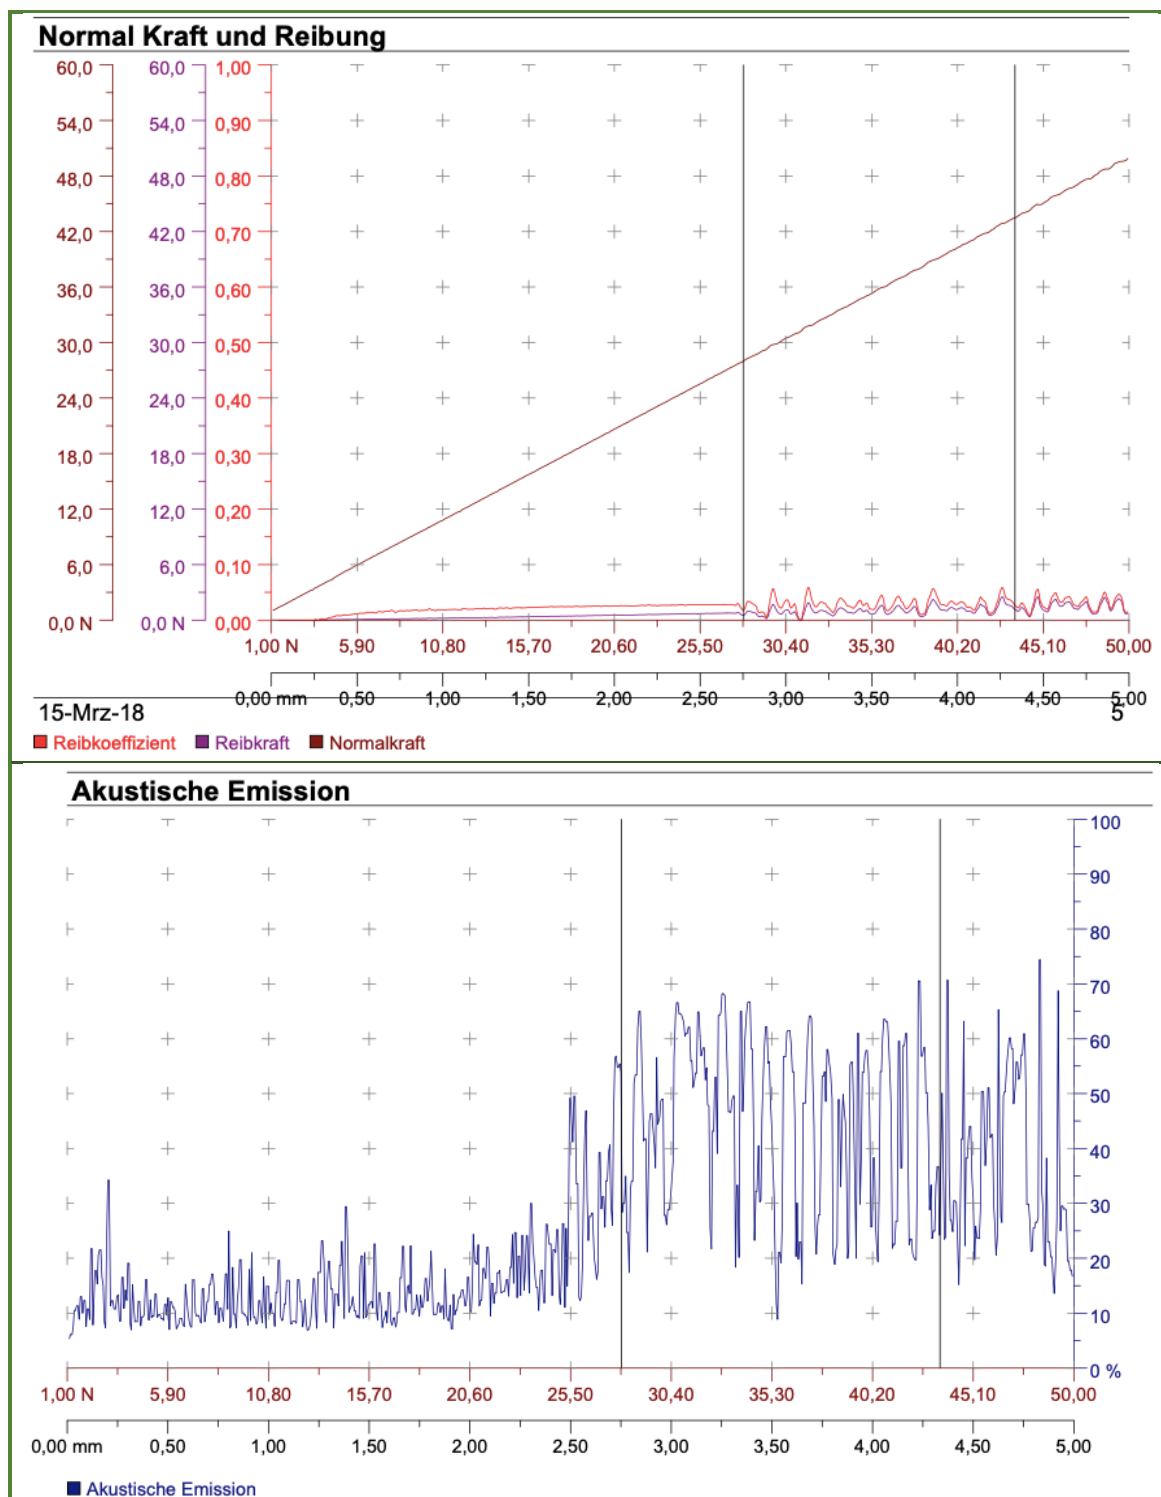 Normal Kraft und Reibung
60,0 60,0 1,00
54,0 54,0 0,90
48,0 48,0 0,80
42,0 42,0 0,70
36,0 36,0 0,60
30,0 30,0 0,50
24,0 24,0 0,40
18,0 18,0 0,30
12,0 12,0 0,20
6,0 6,0 0,10
0,0 N 0,0 N 0,00
1,00 N 5,90 10,80 15,70 20,60 25,50 30,40 35,30 40,20 45,10 50,00
0,00 mm 0,50 1,00 1,50 2,00 2,50 3,00 3,50 4,00 4,50 5,00
15-Mrz-18 5
Reibkoeffizient Reibkraft Normalkraft
Akustische Emission
100
90
80
70
60
50
40
30
20
10
0 %
1,00 N 5,90 10,80 15,70 20,60 25,50 30,40 35,30 40,20 45,10 50,00
0,00 mm 0,50 1,00 1,50 2,00 2,50 3,00 3,50 4,00 4,50 5,00
Akustische Emission